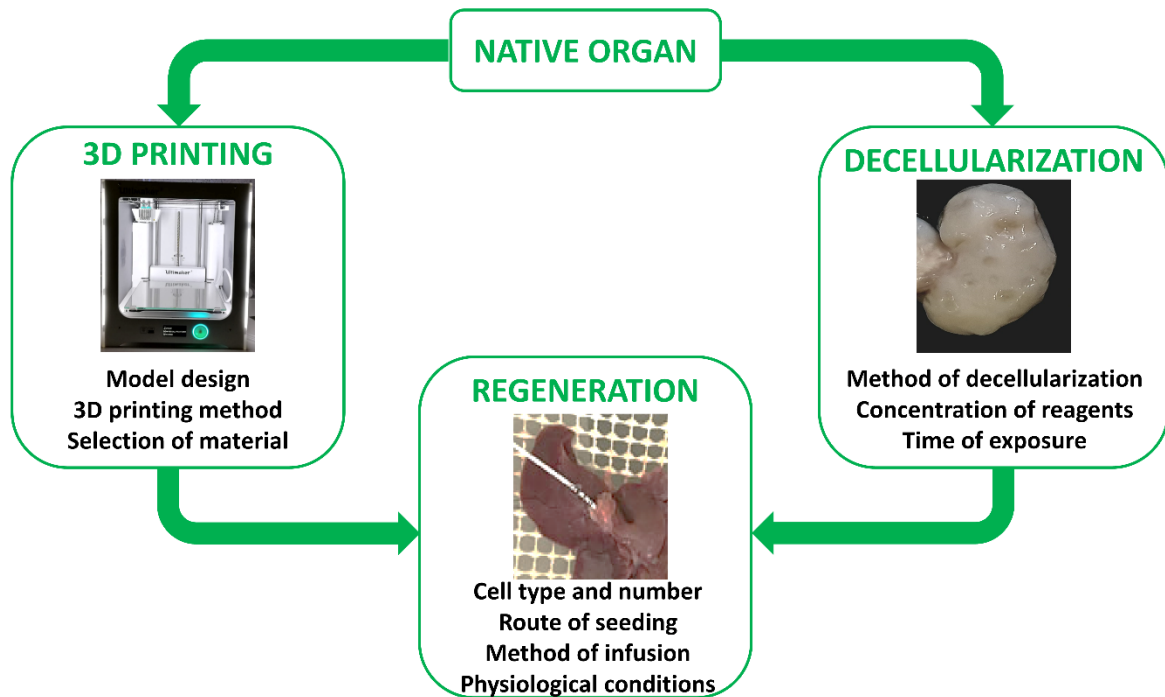 NATIVE ORGAN
3D PRINTING
Ultimaker
Model design
3D printing method
Selection of material
DECELLULARIZATION
Method of decellularization
Concentration of reagents
Time of exposure
REGENERATION
Cell type and number
Route of seeding
Method of infusion
Physiological conditions